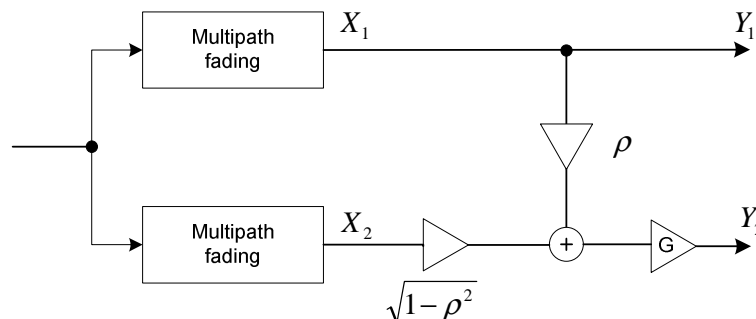 Multipath
fading
X₁
Y₁
ρ
Multipath
fading
X₂
√(1 − ρ²)
+
G
Y